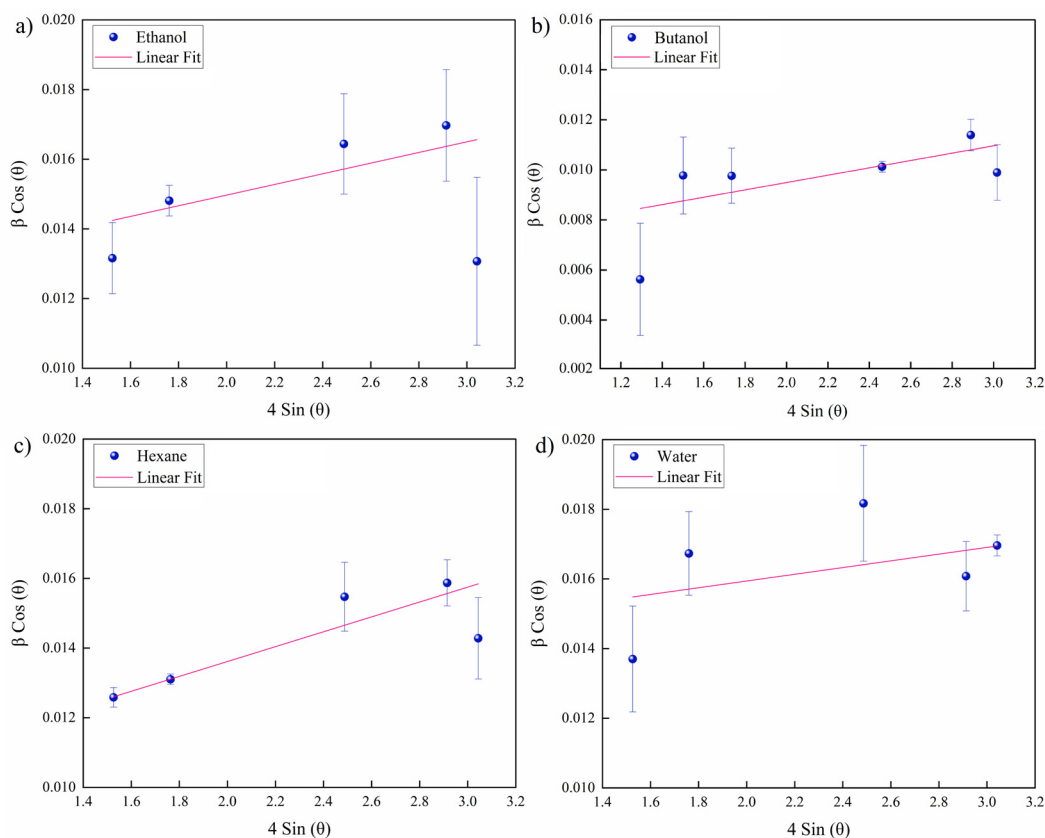 a)
Ethanol
Linear Fit
0.020
0.018
0.016
0.014
0.012
0.010
β Cos (θ)
1.4 1.6 1.8 2.0 2.2 2.4 2.6 2.8 3.0 3.2
4 Sin (θ)
b)
Butanol
Linear Fit
0.016
0.014
0.012
0.010
0.008
0.006
0.004
0.002
β Cos (θ)
1.2 1.4 1.6 1.8 2.0 2.2 2.4 2.6 2.8 3.0 3.2
4 Sin (θ)
c)
Hexane
Linear Fit
0.020
0.018
0.016
0.014
0.012
0.010
β Cos (θ)
1.4 1.6 1.8 2.0 2.2 2.4 2.6 2.8 3.0 3.2
4 Sin (θ)
d)
Water
Linear Fit
0.020
0.018
0.016
0.014
0.012
0.010
β Cos (θ)
1.4 1.6 1.8 2.0 2.2 2.4 2.6 2.8 3.0 3.2
4 Sin (θ)